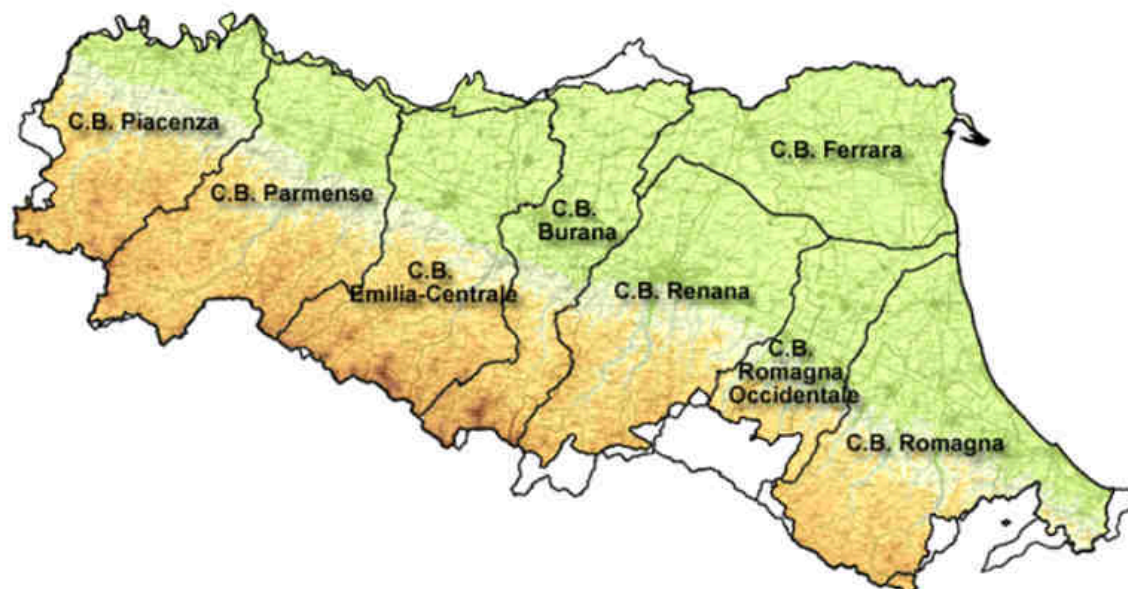 C.B. Piacenza
C.B. Ferrara
C.B. Parmense
C.B.
Burana
C.B.
Emilia-Centrale
C.B. Renana
C.B.
Romagna
Occidentale
C.B. Romagna